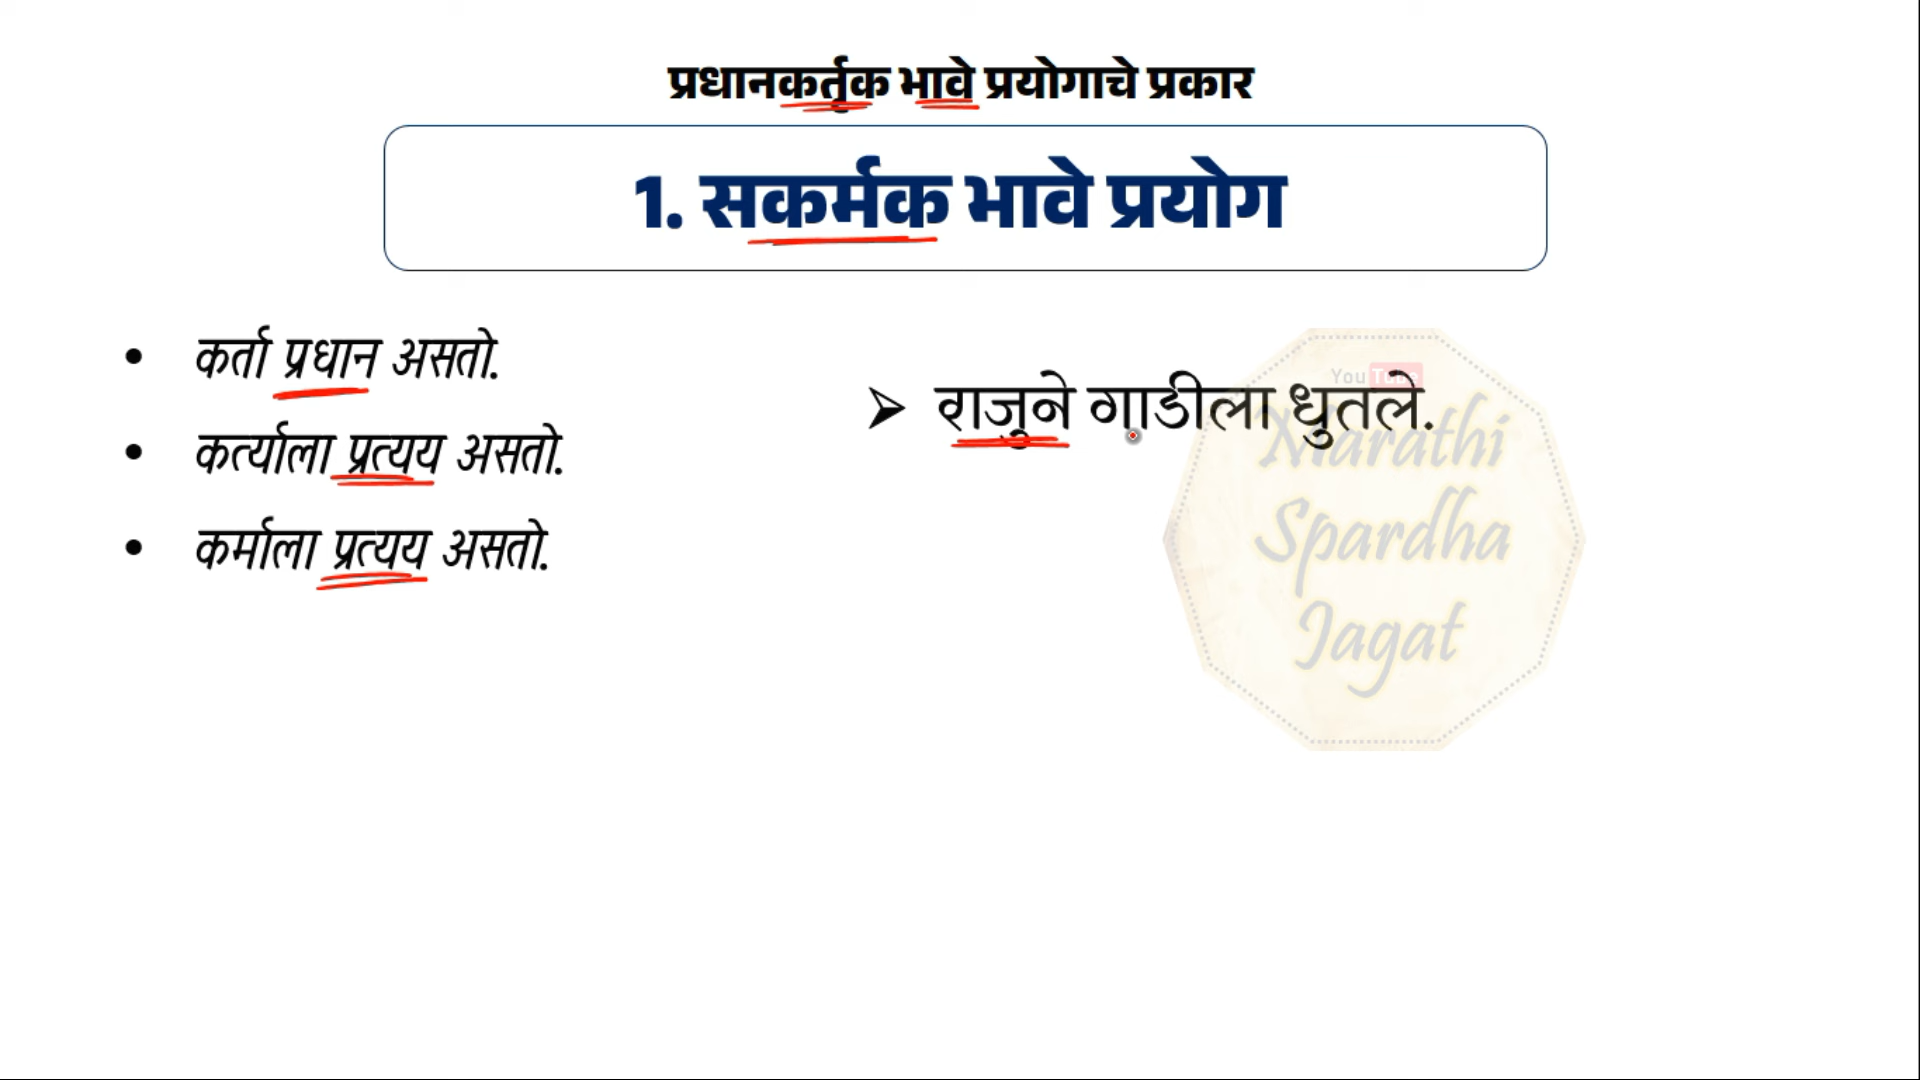 प्रधानकर्तृक भावे प्रयोगाचे प्रकार
1. सकर्मक भावे प्रयोग
• कर्ता प्रधान असतो.
• कर्त्याला प्रत्यय असतो.
• कर्माला प्रत्यय असतो.
➢ राजुने गाडीला धुतले.
YouTube
Marathi
Spardha
Jagat